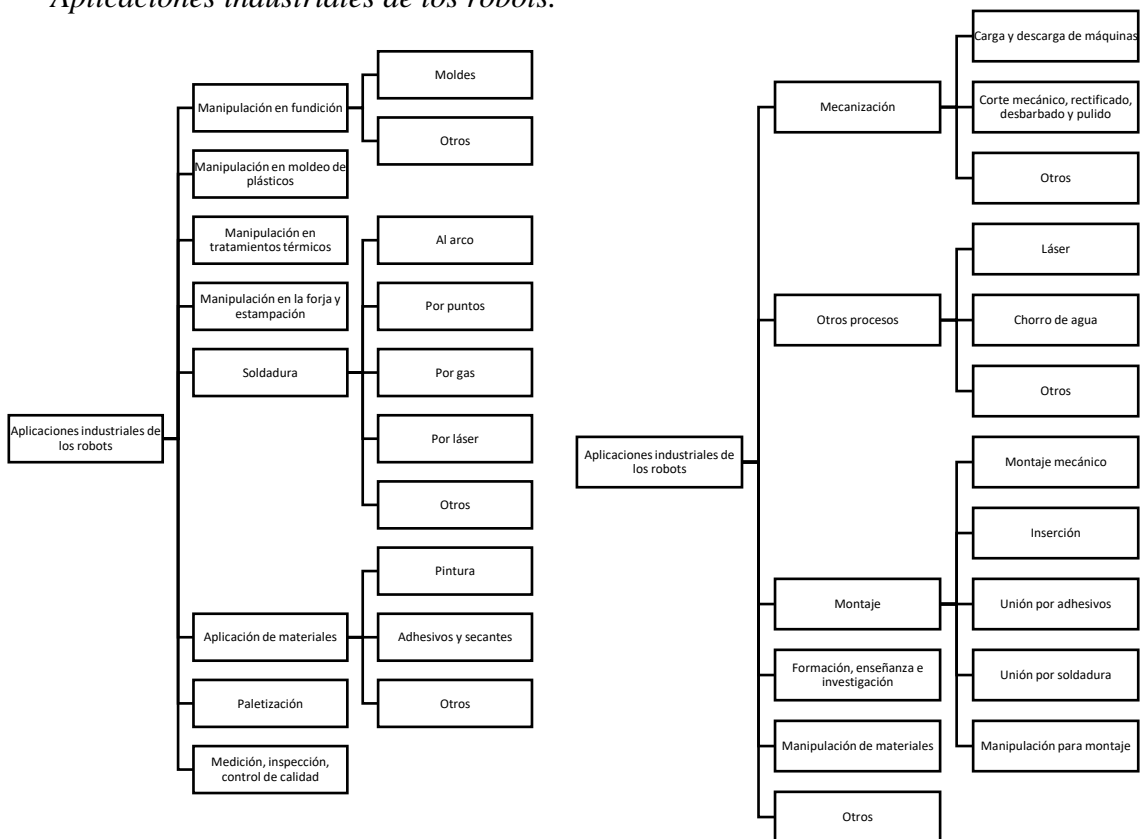 Aplicaciones industriales de los robots.
Aplicaciones industriales de
los robots
Manipulación en fundición
Moldes
Otros
Manipulación en moldeo de
plásticos
Manipulación en
tratamientos térmicos
Manipulación en la forja y
estampación
Soldadura
Al arco
Por puntos
Por gas
Por láser
Otros
Aplicación de materiales
Pintura
Adhesivos y secantes
Otros
Paletización
Medición, inspección,
control de calidad
Aplicaciones industriales de
los robots
Mecanización
Carga y descarga de máquinas
Corte mecánico, rectificado,
desbarbado y pulido
Otros
Otros procesos
Láser
Chorro de agua
Otros
Montaje
Montaje mecánico
Inserción
Unión por adhesivos
Unión por soldadura
Manipulación para montaje
Formación, enseñanza e
investigación
Manipulación de materiales
Otros